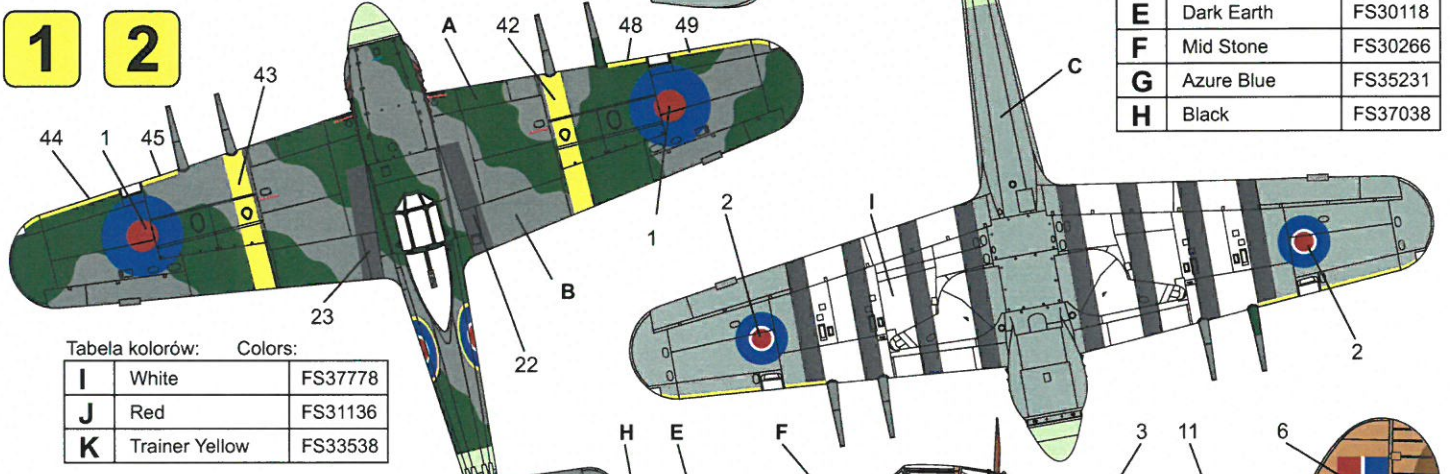 1 2
43
A
42
48
49
44
1
45
C
E Dark Earth FS30118
F Mid Stone FS30266
G Azure Blue FS35231
H Black FS37038
2
I
1
B
23
22
2
2
Tabela kolorów: Colors:
I White FS37778
J Red FS31136
K Trainer Yellow FS33538
H
E
F
3
11
6